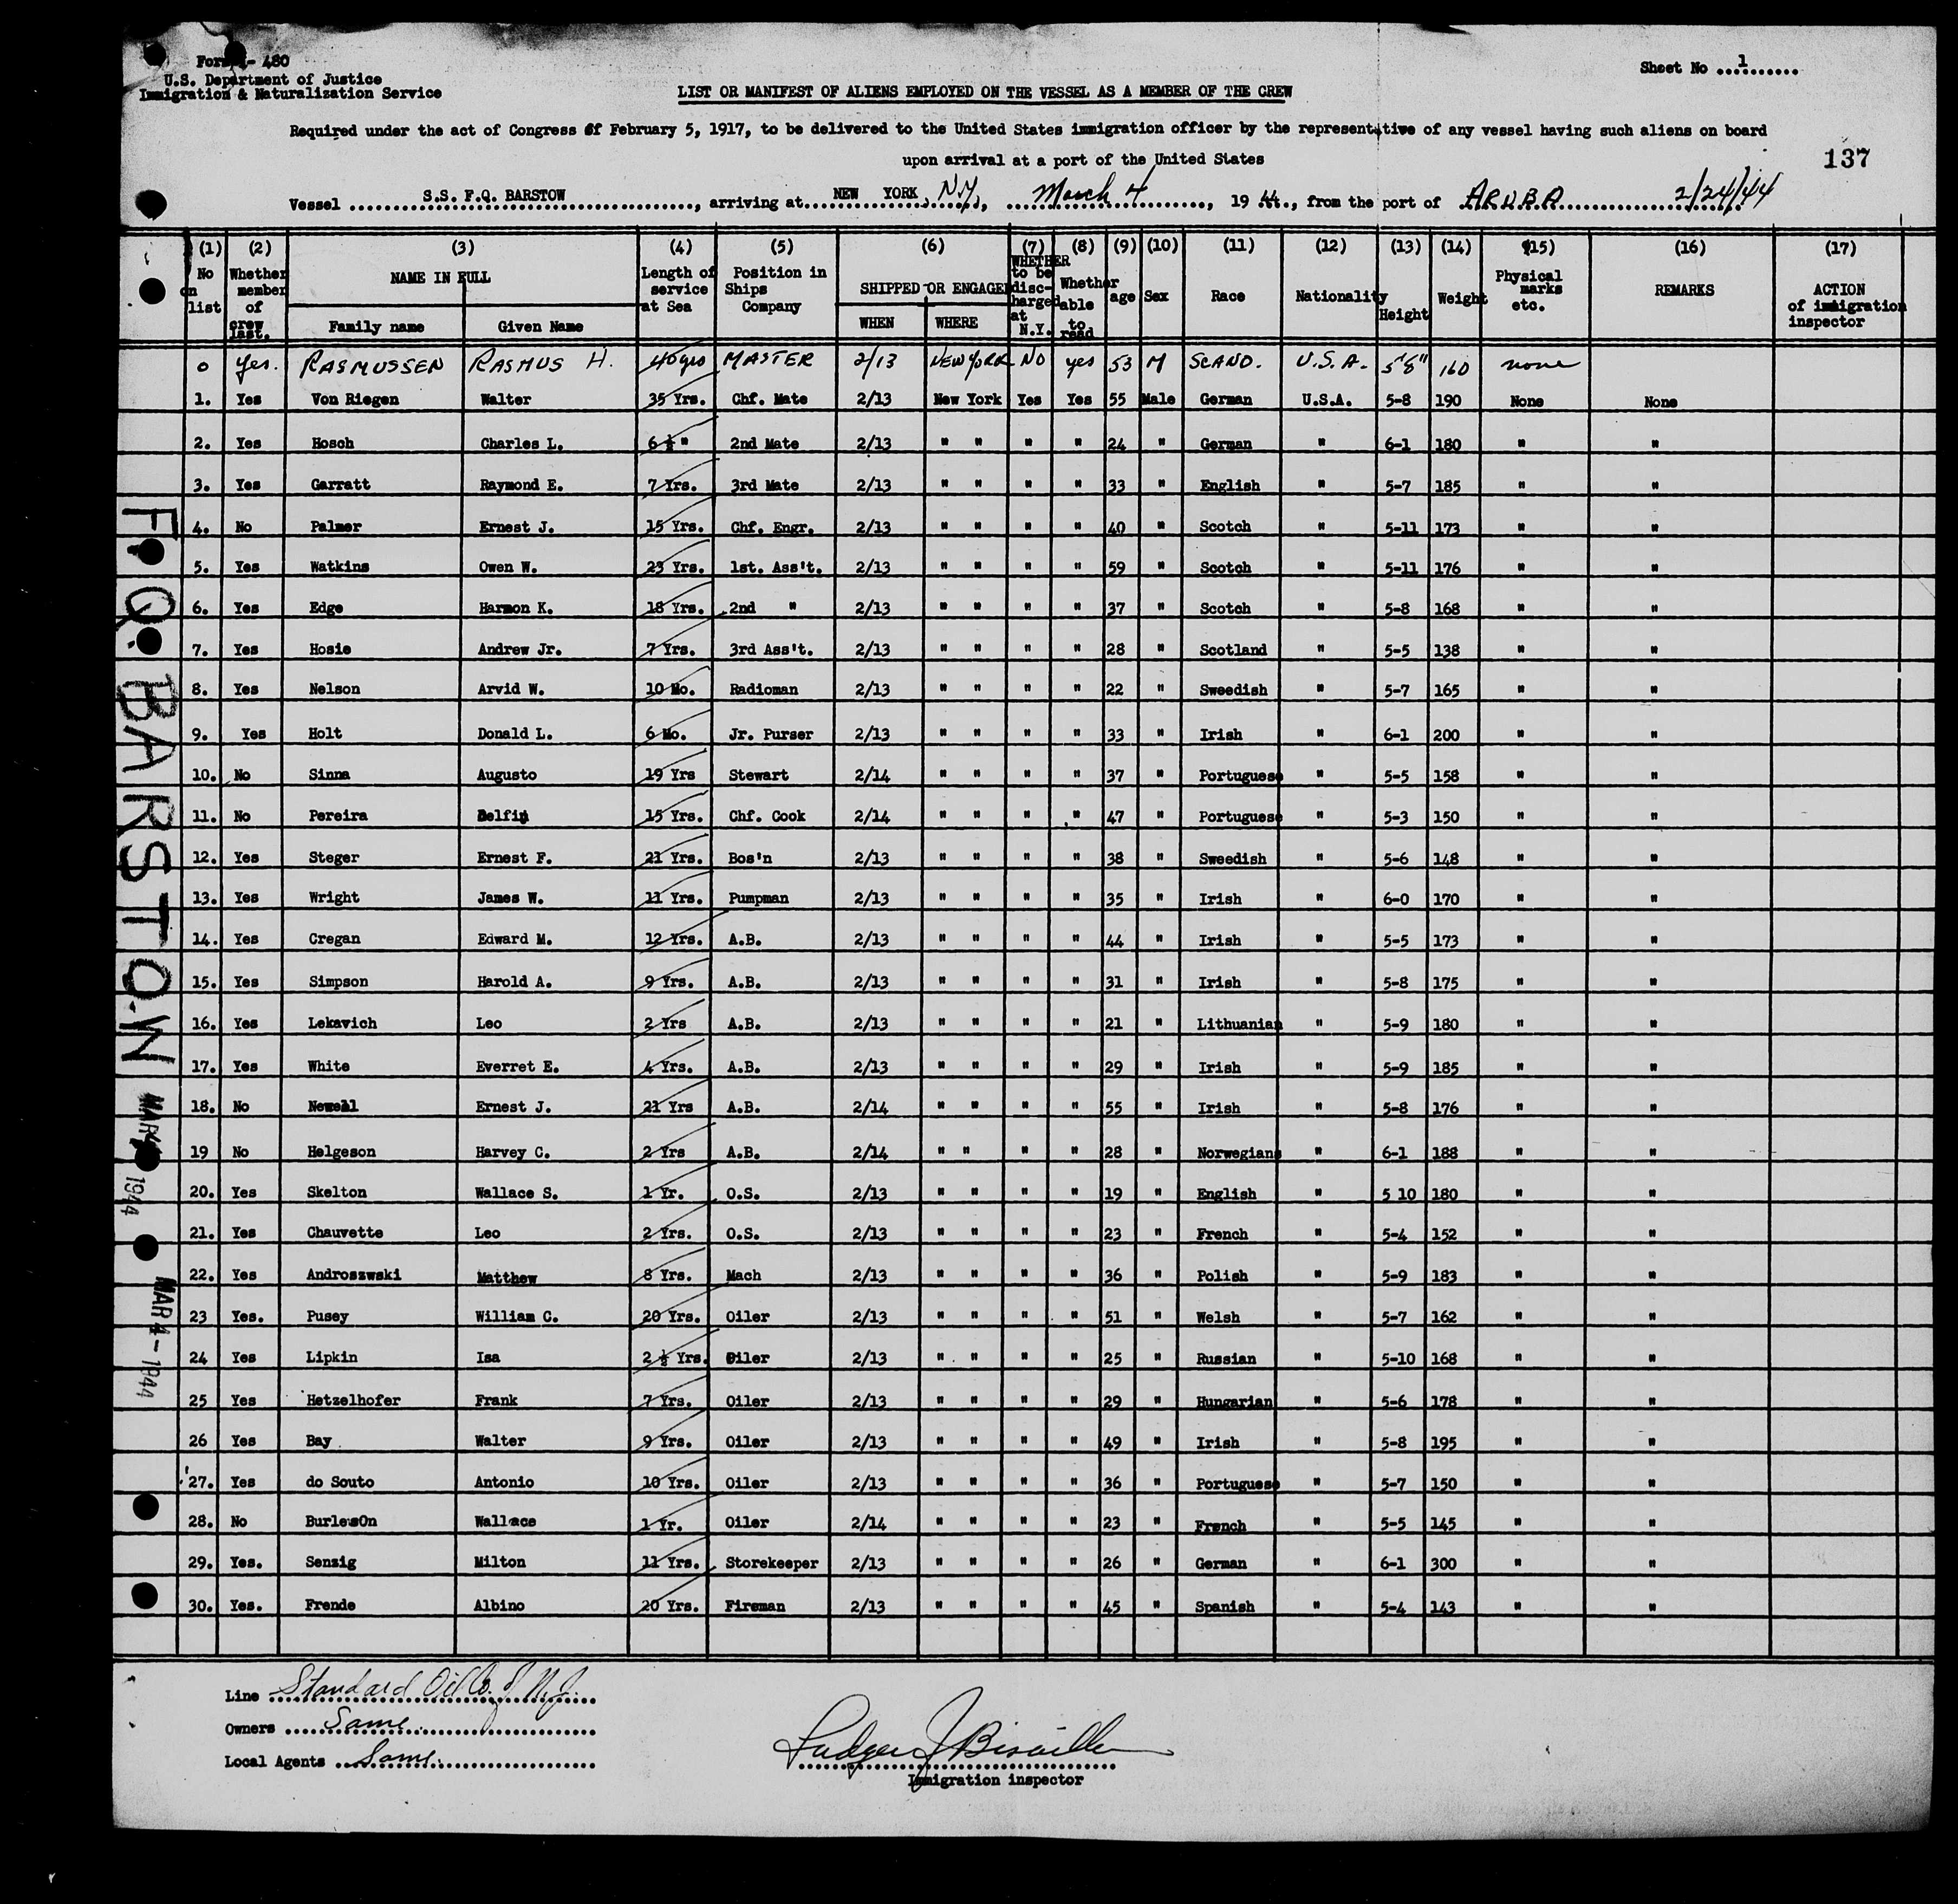 Form I- 480
U.S. Department of Justice
Immigration & Naturalization Service
Sheet No ...1.........
LIST OR MANIFEST OF ALIENS EMPLOYED ON THE VESSEL AS A MEMBER OF THE CREW
Required under the act of Congress of February 5, 1917, to be delivered to the United States immigration officer by the representative of any vessel having such aliens on board
upon arrival at a port of the United States
137
Vessel S.S. F.Q. BARSTOW, arriving at NEW YORK, N.Y., March 4, 19 44, from the port of ARUBA 2/24/44
(1) (2) (3) (4) (5) (6) (7) (8) (9) (10) (11) (12) (13) (14) (15) (16) (17)
No on list Whether member of crew last. NAME IN FULL Family name Given Name Length of service at Sea Position in Ships Company SHIPPED OR ENGAGED WHEN WHERE WHETHER to be discharged at N.Y. Whether able to read age Sex Race Nationality Height Weight Physical marks etc. REMARKS ACTION of immigration inspector
0 Yes. RASMUSSEN RASMUS H. 40 yrs MASTER 2/13 NEW YORK NO yes 53 M SCAND. U.S.A. 5'8" 160 none
1. Yes Von Riegen Walter 35 Yrs. Chf. Mate 2/13 New York Yes Yes 55 Male German U.S.A. 5-8 190 None None
2. Yes Hosch Charles L. 6 ½ " 2nd Mate 2/13 " " " " 24 " German " 6-1 180 " "
3. Yes Garratt Raymond E. 7 Yrs. 3rd Mate 2/13 " " " " 33 " English " 5-7 185 " "
4. No Palmer Ernest J. 15 Yrs. Chf. Engr. 2/13 " " " " 40 " Scotch " 5-11 173 " "
5. Yes Watkins Owen W. 23 Yrs. 1st. Ass't. 2/13 " " " " 59 " Scotch " 5-11 176 " "
6. Yes Edge Harmon K. 18 Yrs. 2nd " 2/13 " " " " 37 " Scotch " 5-8 168 " "
7. Yes Hosie Andrew Jr. 7 Yrs. 3rd Ass't. 2/13 " " " " 28 " Scotland " 5-5 138 " "
8. Yes Nelson Arvid W. 10 Mo. Radioman 2/13 " " " " 22 " Sweedish " 5-7 165 " "
9. Yes Holt Donald L. 6 Mo. Jr. Purser 2/13 " " " " 33 " Irish " 6-1 200 " "
10. No Sinna Augusto 19 Yrs Stewart 2/14 " " " " 37 " Portuguese " 5-5 158 " "
11. No Pereira Delfin 15 Yrs. Chf. Cook 2/14 " " " " 47 " Portuguese " 5-3 150 " "
12. Yes Steger Ernest F. 21 Yrs. Bos'n 2/13 " " " " 38 " Sweedish " 5-6 148 " "
13. Yes Wright James W. 11 Yrs. Pumpman 2/13 " " " " 35 " Irish " 6-0 170 " "
14. Yes Cregan Edward M. 12 Yrs. A.B. 2/13 " " " " 44 " Irish " 5-5 173 " "
15. Yes Simpson Harold A. 9 Yrs. A.B. 2/13 " " " " 31 " Irish " 5-8 175 " "
16. Yes Lekavich Leo 2 Yrs A.B. 2/13 " " " " 21 " Lithuanian " 5-9 180 " "
17. Yes White Everret E. 4 Yrs. A.B. 2/13 " " " " 29 " Irish " 5-9 185 " "
18. No Newell Ernest J. 21 Yrs A.B. 2/14 " " " " 55 " Irish " 5-8 176 " "
19 No Helgeson Harvey C. 2 Yrs A.B. 2/14 " " " " 28 " Norwegians " 6-1 188 " "
20. Yes Skelton Wallace S. 1 Yr. O.S. 2/13 " " " " 19 " English " 5 10 180 " "
21. Yes Chauvette Leo 2 Yrs. O.S. 2/13 " " " " 23 " French " 5-4 152 " "
22. Yes Androszwski Matthew 8 Yrs. Mach 2/13 " " " " 36 " Polish " 5-9 183 " "
23 Yes. Pusey William C. 20 Yrs. Oiler 2/13 " " " " 51 " Welsh " 5-7 162 " "
24 Yes Lipkin Isa 2 ½ Yrs. Oiler 2/13 " " " " 25 " Russian " 5-10 168 " "
25 Yes Hetzelhofer Frank 7 Yrs. Oiler 2/13 " " " " 29 " Hungarian " 5-6 178 " "
26 Yes Bay Walter 9 Yrs. Oiler 2/13 " " " " 49 " Irish " 5-8 195 " "
27. Yes do Souto Antonio 10 Yrs. Oiler 2/13 " " " " 36 " Portuguese " 5-7 150 " "
28. No BurlesOn Wallace 1 Yr. Oiler 2/14 " " " " 23 " French " 5-5 145 " "
29. Yes. Senzig Milton 11 Yrs. Storekeeper 2/13 " " " " 26 " German " 6-1 300 " "
30. Yes. Frende Albino 20 Yrs. Fireman 2/13 " " " " 45 " Spanish " 5-4 143 " "
F.Q. BARSTOW
MAR 4 1944
MAR 4 - 1944
Line Standard Oil Co. of N.J.
Owners Same.
Local Agents Same.
Immigration inspector